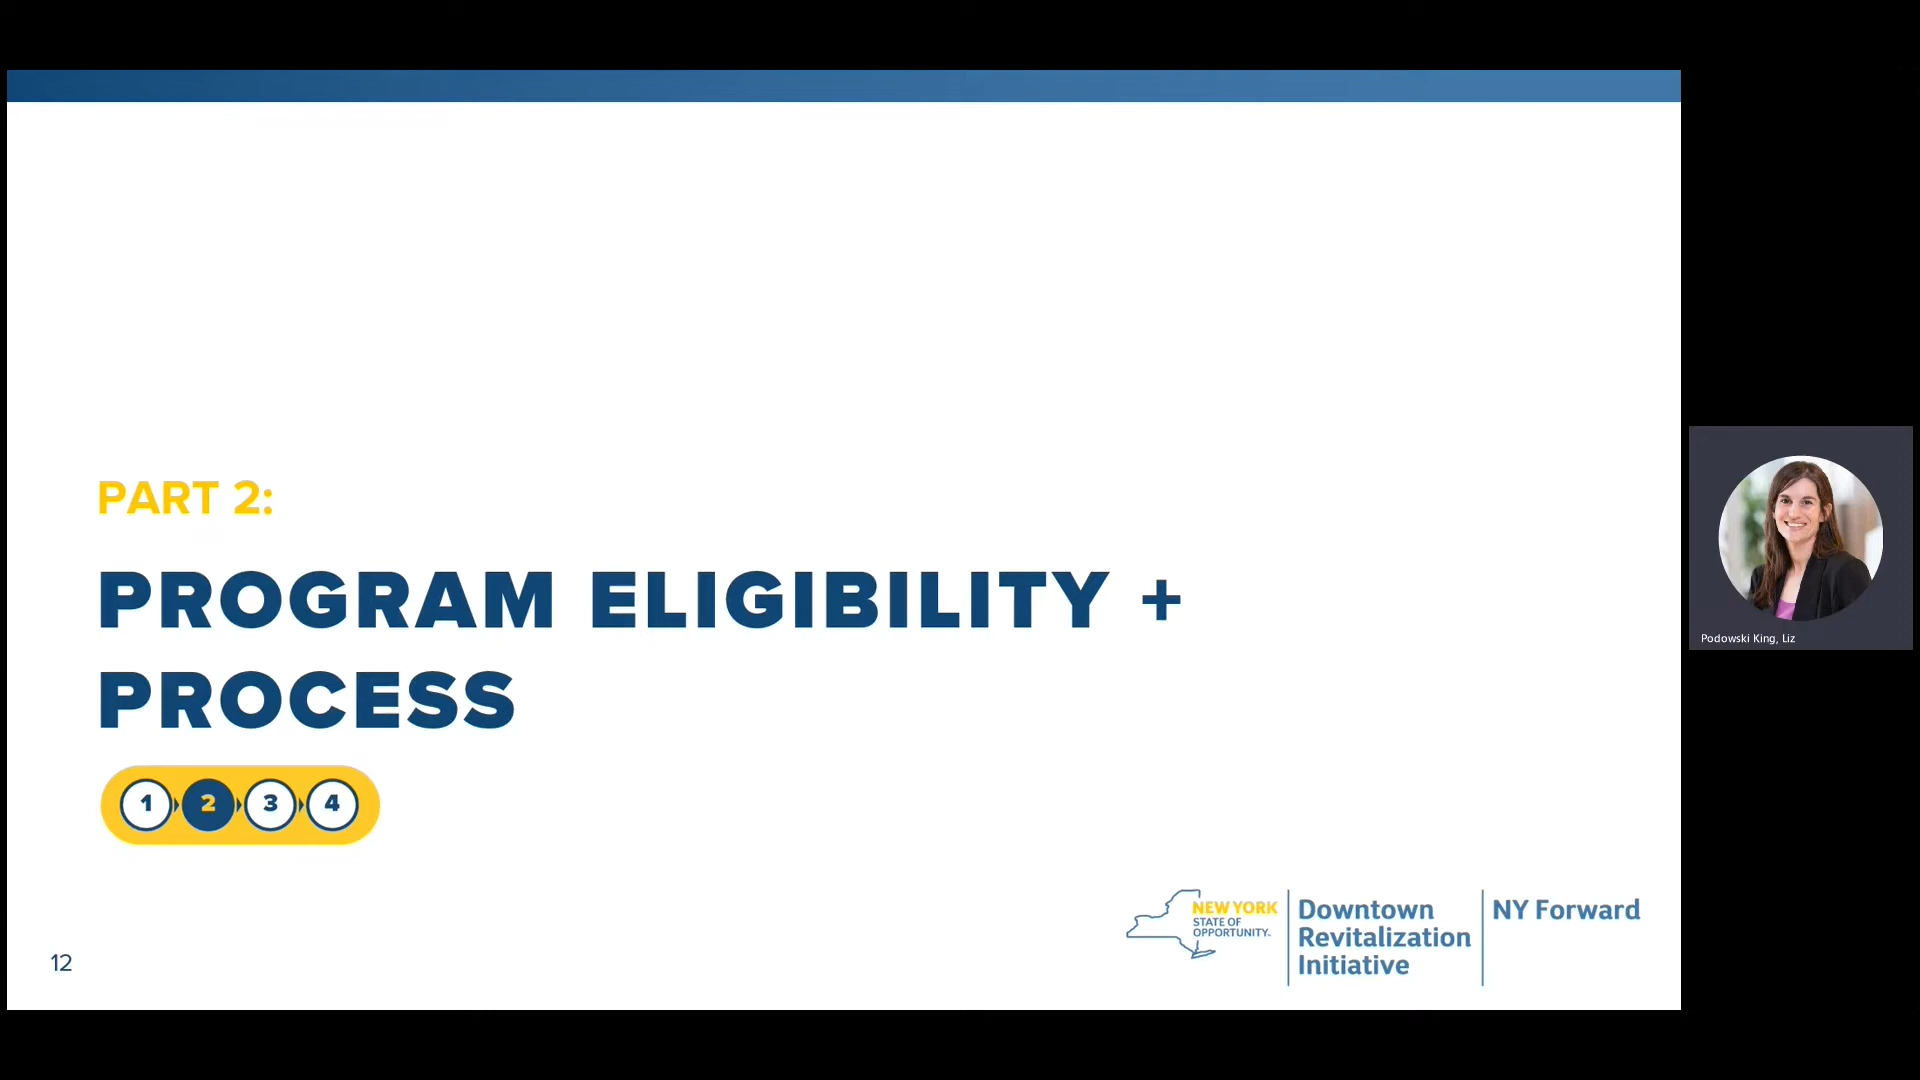 PART 2:
PROGRAM ELIGIBILITY +
PROCESS
1 2 3 4
NEW YORK
STATE OF
OPPORTUNITY™
Downtown
Revitalization
Initiative
NY Forward
12
Podowski King, Liz